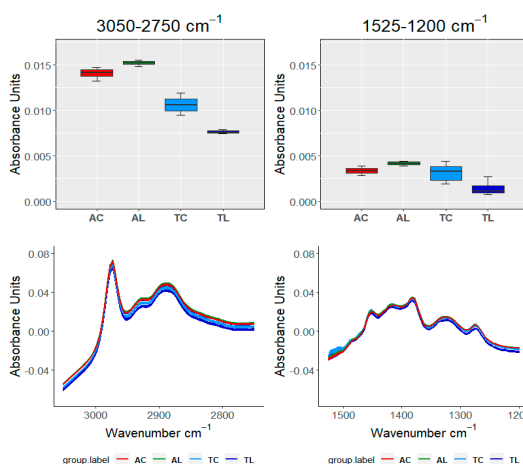 3050-2750 cm⁻¹
0.015
0.010
0.005
0.000
Absorbance Units
AC AL TC TL
1525-1200 cm⁻¹
0.015
0.010
0.005
0.000
Absorbance Units
AC AL TC TL
0.08
0.04
0.00
-0.04
Absorbance Units
3000 2900 2800
Wavenumber cm⁻¹
group.label AC AL TC TL
0.08
0.04
0.00
-0.04
Absorbance Units
1500 1400 1300 1200
Wavenumber cm⁻¹
group.label AC AL TC TL